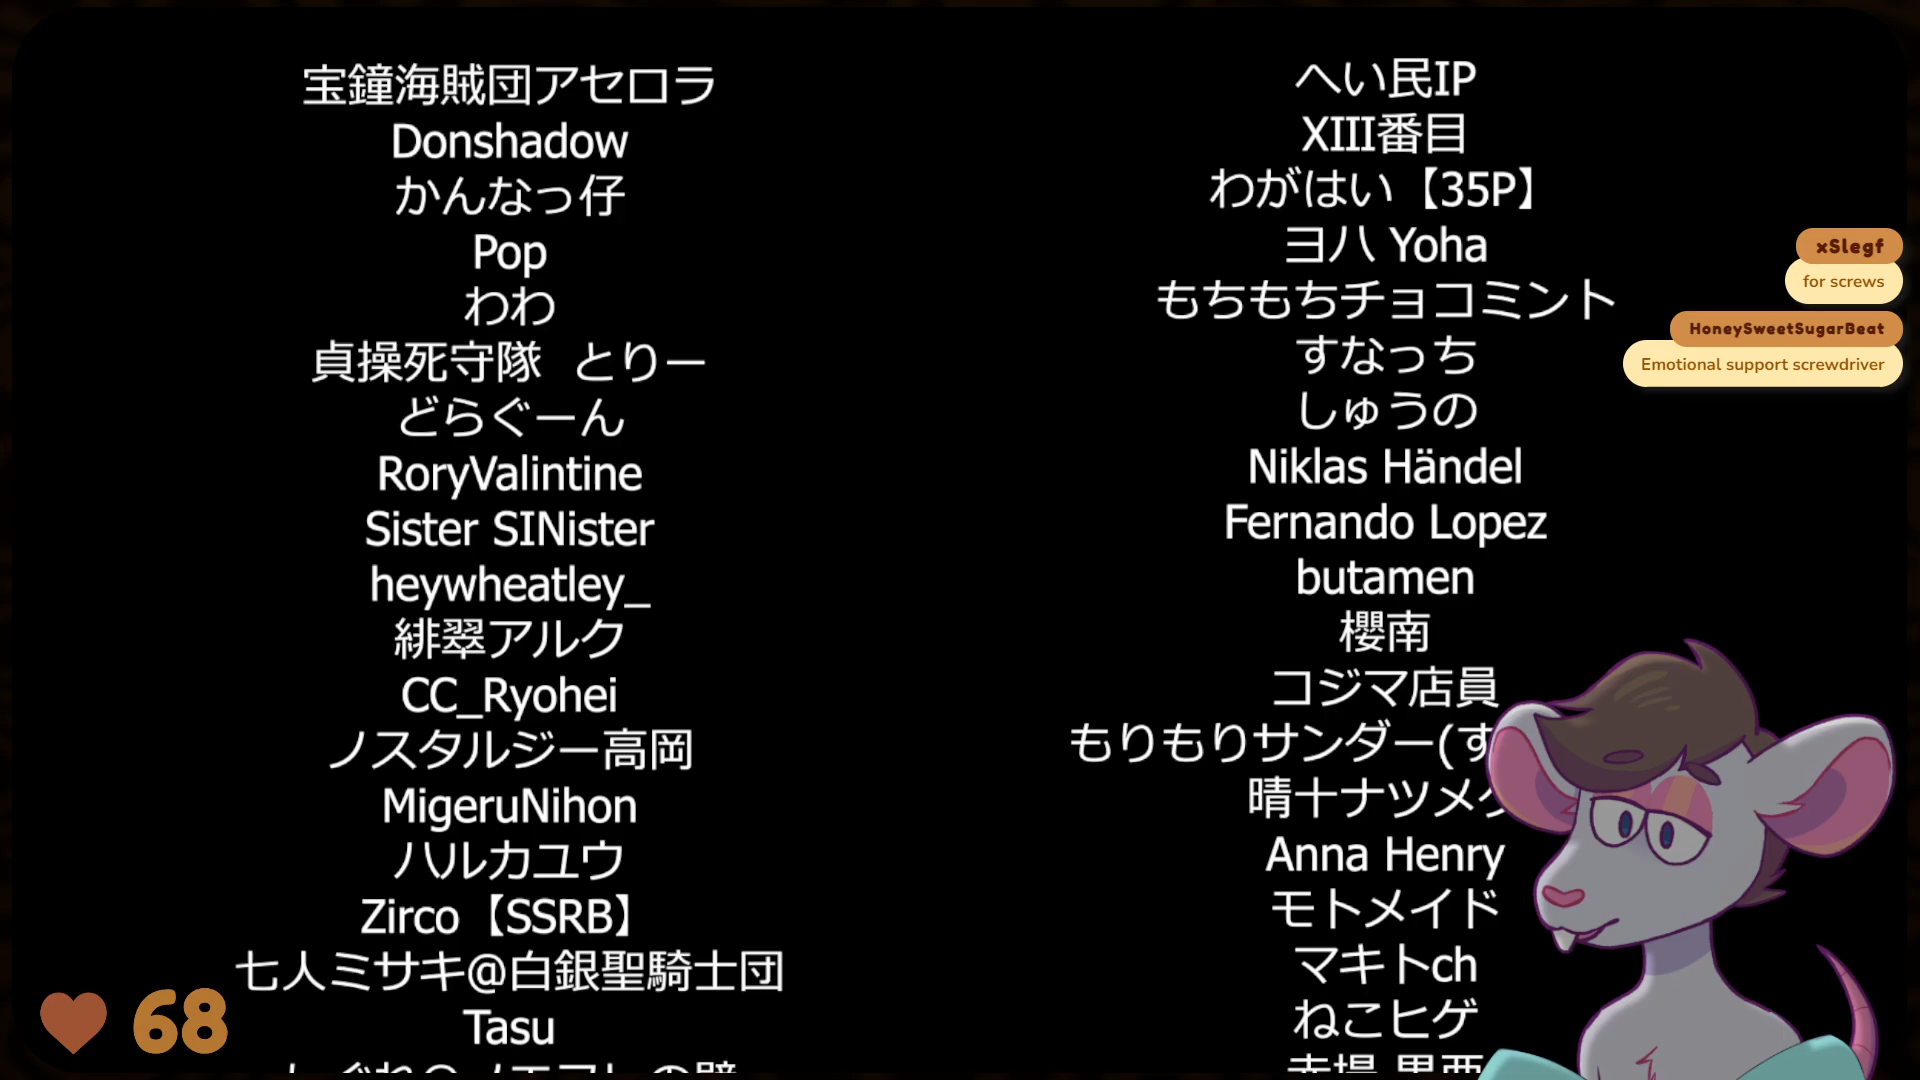 宝鐘海賊団アセロラ
Donshadow
かんなっ仔
Pop
わわ
貞操死守隊 とりー
どらぐーん
RoryValintine
Sister SINister
heywheatley_
緋翠アルク
CC_Ryohei
ノスタルジー高岡
MigeruNihon
ハルカユウ
Zirco【SSRB】
七人ミサキ@白銀聖騎士団
Tasu
へい民IP
XIII番目
わがはい【35P】
ヨハ Yoha
もちもちチョコミント
すなっち
しゅうの
Niklas Händel
Fernando Lopez
butamen
櫻南
コジマ店員
もりもりサンダー(す
晴十ナツメグ
Anna Henry
モトメイド
マキトch
ねこヒゲ
xSlegf
for screws
HoneySweetSugarBeat
Emotional support screwdriver
68